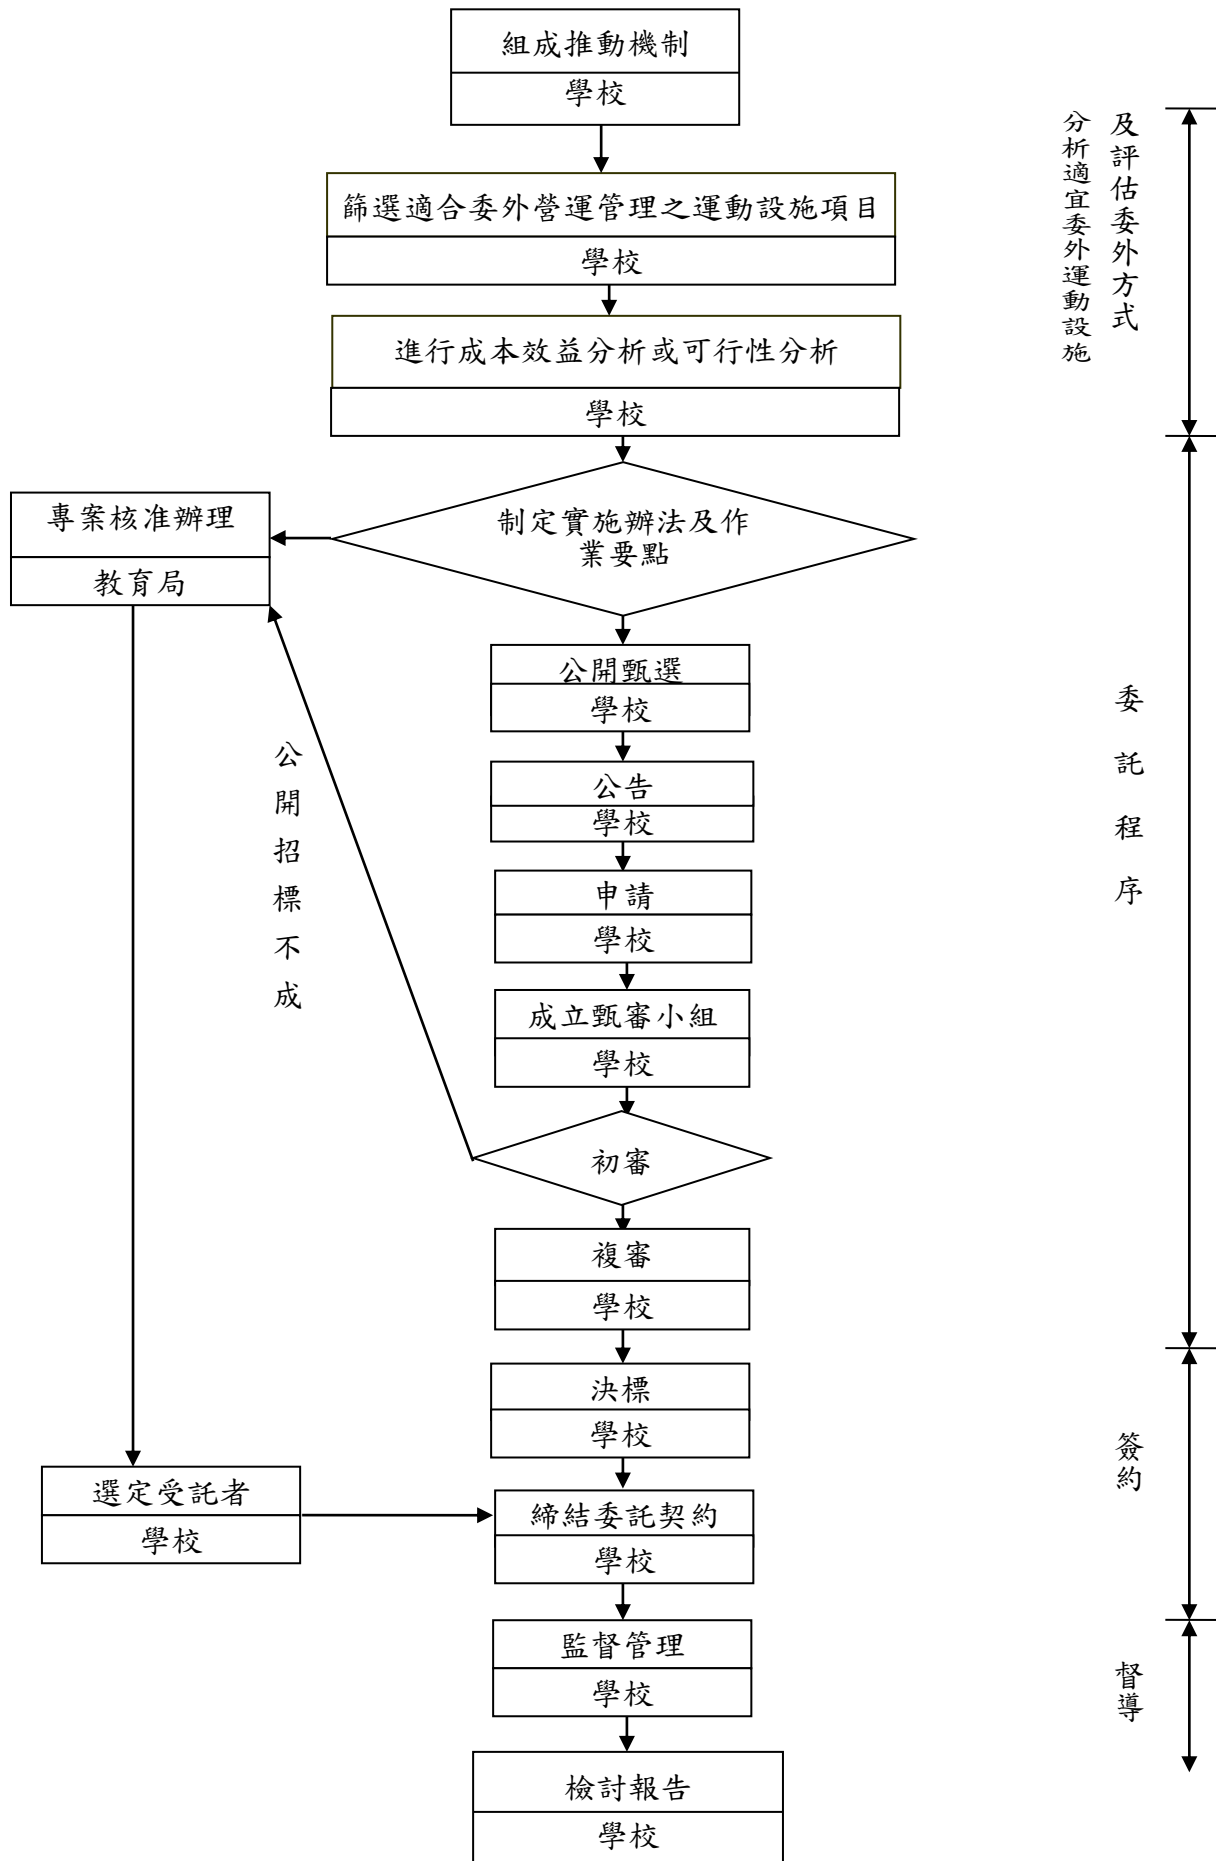 組成推動機制
學校
篩選適合委外營運管理之運動設施項目
學校
進行成本效益分析或可行性分析
學校
分析適宜委外運動設施
及評估委外方式
制定實施辦法及作
業要點
專案核准辦理
教育局
公開甄選
學校
公告
學校
申請
學校
成立甄審小組
學校
公開招標不成
委託程序
初審
複審
學校
決標
學校
選定受託者
學校
締結委託契約
學校
簽約
監督管理
學校
督導
檢討報告
學校